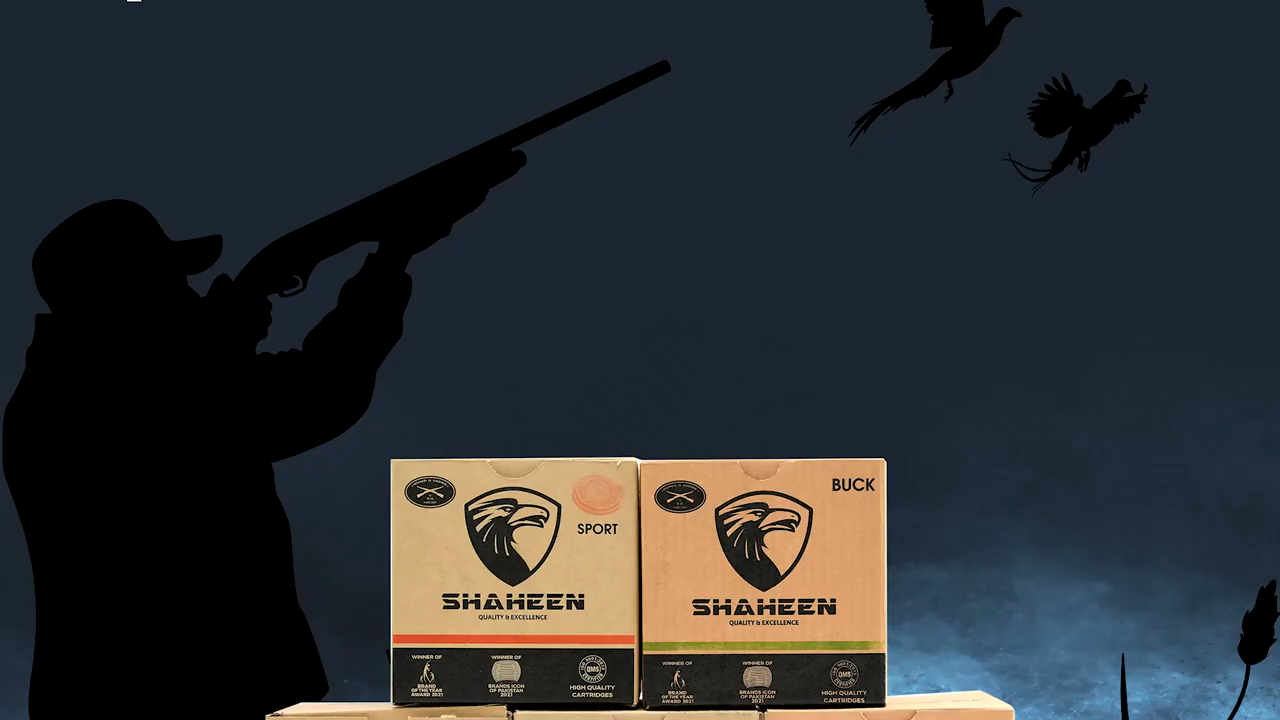 SPORT
SHAHEEN
QUALITY & EXCELLENCE
WINNER OF
BRAND
OF THE YEAR
AWARD 2021
WINNER OF
BRANDS ICON
OF PAKISTAN
2021
QMS
HIGH QUALITY
CARTRIDGES
BUCK
SHAHEEN
QUALITY & EXCELLENCE
WINNER OF
BRAND
OF THE YEAR
AWARD 2021
WINNER OF
BRANDS ICON
OF PAKISTAN
2021
QMS
HIGH QUALITY
CARTRIDGES